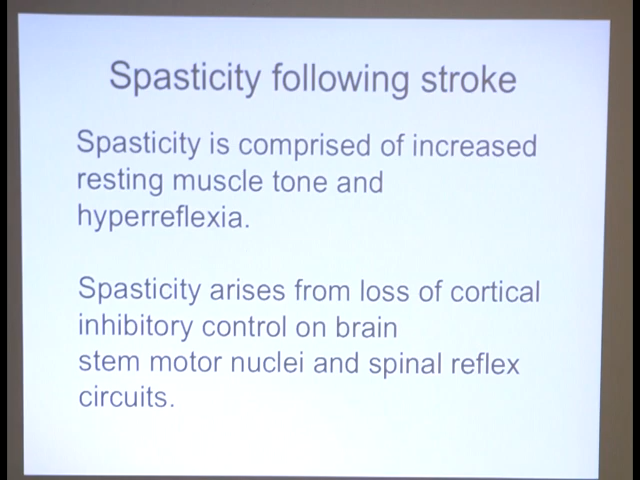 Spasticity following stroke
Spasticity is comprised of increased
resting muscle tone and
hyperreflexia.
Spasticity arises from loss of cortical
inhibitory control on brain
stem motor nuclei and spinal reflex
circuits.